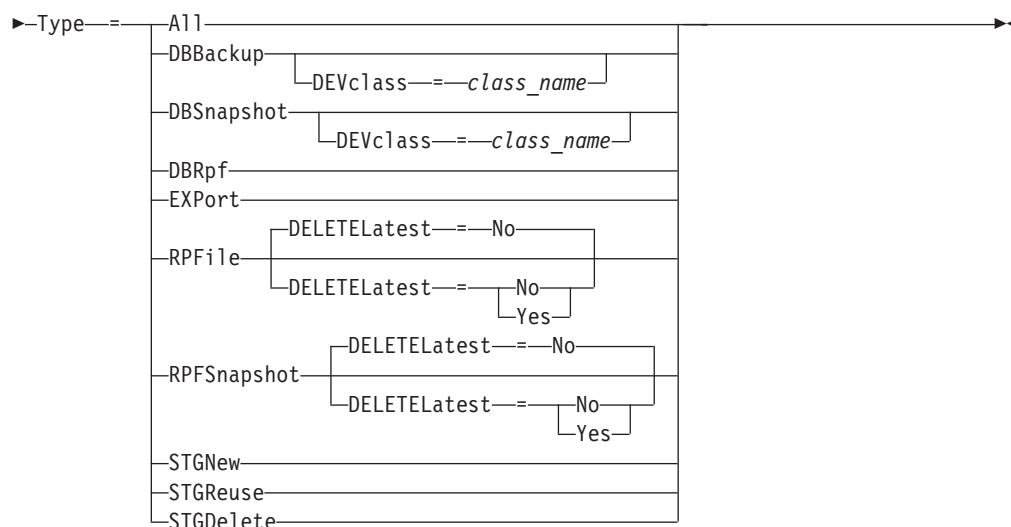 Type = All
DBBackup
DEVclass = class_name
DBSnapshot
DEVclass = class_name
DBRpf
EXPort
DELETELatest = No
RPFile
DELETELatest = No
Yes
DELETELatest = No
RPFSnapshot
DELETELatest = No
Yes
STGNew
STGReuse
STGDelete